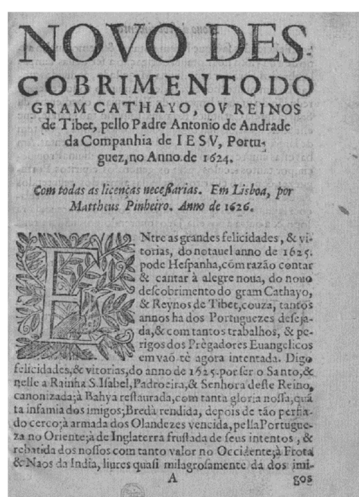 NOVO DES-
COBRIMENTO DO
GRAM CATHAYO, OV REINOS
de Tibet, pello Padre Antonio de Andrade
da Companhia de IESV, Portu-
guez, no Anno de 1624.
Com todas as licenças neceſſarias. Em Lisboa, por
Mattheus Pinheiro. Anno de 1626.
ENtre as grandes felicidades, & vi-
torias, do notauel anno de 1625.
pode Heſpanha, cõm razão contar
& cantar à alegre noua, do nouo
deſcobrimento do gram Cathayo,
& Reynos de Tibet, couza, tantos
annos ha dos Portuguezes deſeja-
da, & com tantos trabalhos, & pe-
rigos dos Prègadores Euangelicos
em vaõ tè agora intentada. Digo
felicidades, & vitorias, do anno de 1625. por ſer o Santo, &
nelle a Rainha S. Iſabel, Padroeira, & Senhora deſte Reino,
canonizada; à Bahya reſtaurada, com tanta gloria noſſa, quã
ta infamia dos imigos; Bredà rendida, depois de tão perfia-
do cerco; à armada dos Olandezes vencida, pella Portugue-
za no Oriente; à de Inglaterra fruſtada de ſeus intentos, &
rebatida dos noſſos com tanto valor no Occidente; à Frota
& Naos da India, liures quaſi milagroſamente da dos imi-
A
gos